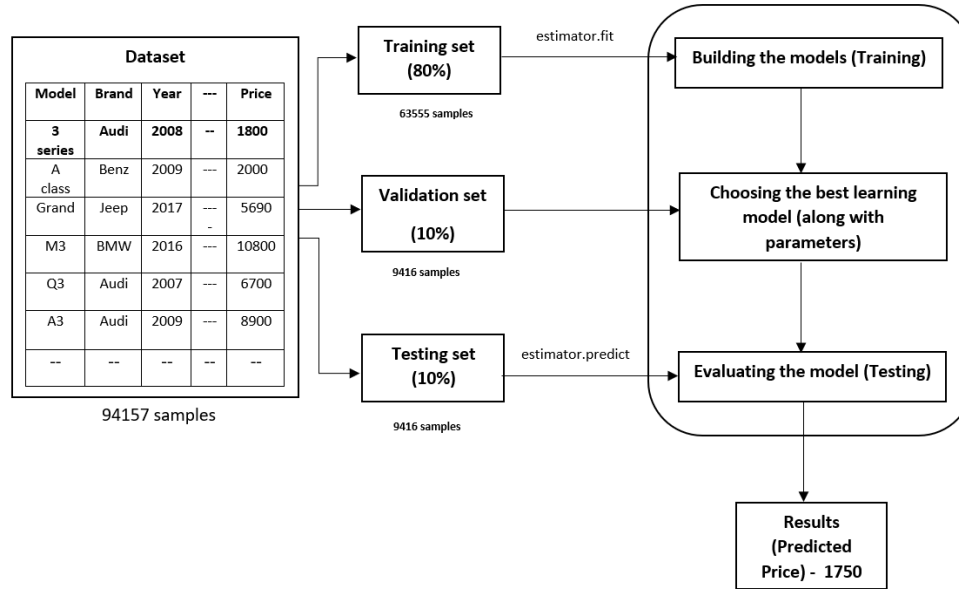 Dataset
Model Brand Year --- Price
3 series Audi 2008 -- 1800
A class Benz 2009 --- 2000
Grand Jeep 2017 ---- 5690
M3 BMW 2016 --- 10800
Q3 Audi 2007 --- 6700
A3 Audi 2009 --- 8900
-- -- -- -- --
94157 samples
Training set
(80%)
63555 samples
Validation set
(10%)
9416 samples
Testing set
(10%)
9416 samples
estimator.fit
estimator.predict
Building the models (Training)
Choosing the best learning
model (along with
parameters)
Evaluating the model (Testing)
Results
(Predicted
Price) - 1750